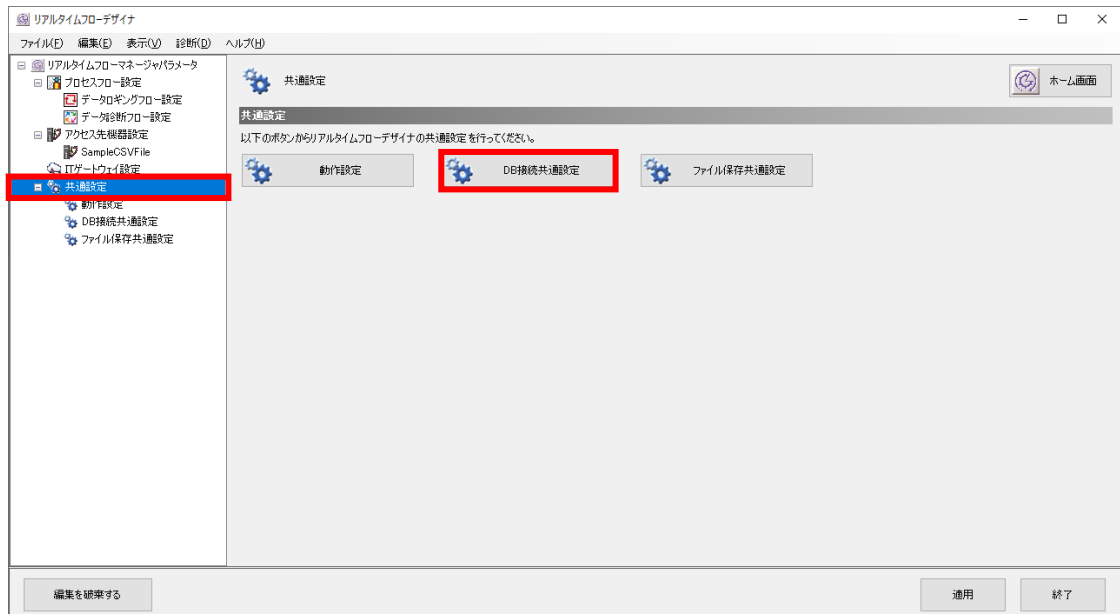 リアルタイムフローデザイナ
ファイル(F) 編集(E) 表示(V) 診断(D) ヘルプ(H)
リアルタイムフローマネージャパラメータ
プロセスフロー設定
データロギングフロー設定
データ診断フロー設定
アクセス先機器設定
SampleCSVFile
ITゲートウェイ設定
共通設定
動作設定
DB接続共通設定
ファイル保存共通設定
共通設定
ホーム画面
共通設定
以下のボタンからリアルタイムフローデザイナの共通設定を行ってください。
動作設定
DB接続共通設定
ファイル保存共通設定
編集を破棄する
適用
終了